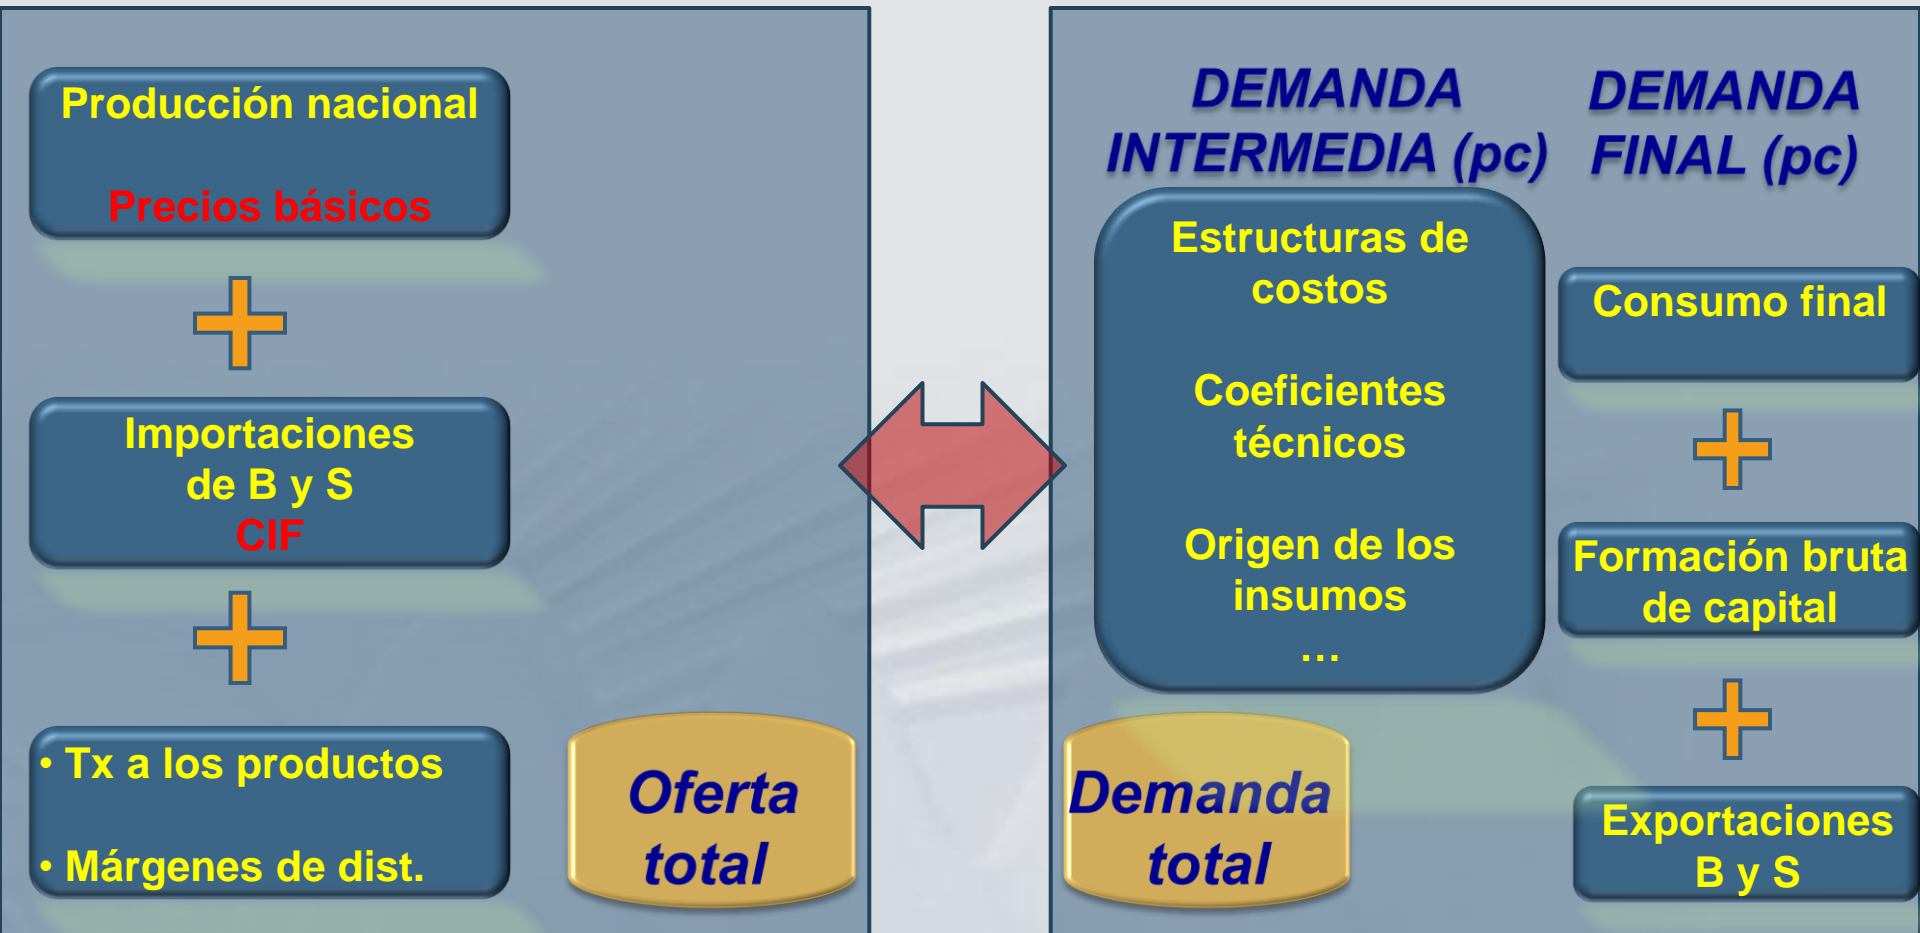 Producción nacional
Precios básicos
Importaciones
de B y S
CIF
• Tx a los productos
• Márgenes de dist.
Oferta
total
DEMANDA
INTERMEDIA (pc)
Estructuras de
costos
Coeficientes
técnicos
Origen de los
insumos
…
Demanda
total
DEMANDA
FINAL (pc)
Consumo final
Formación bruta
de capital
Exportaciones
B y S